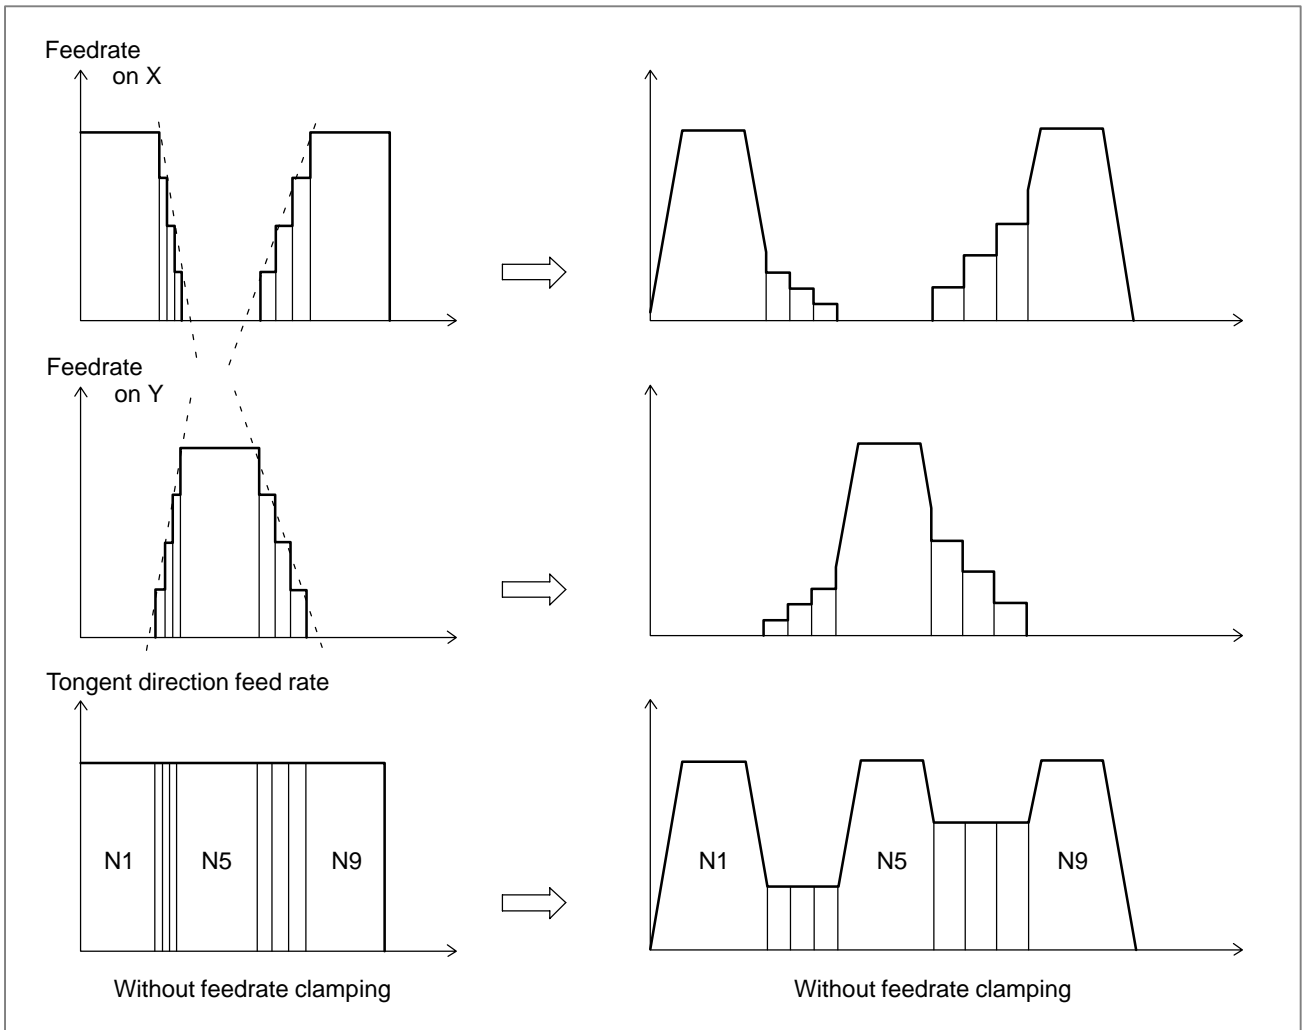 Feedrate
on X
Feedrate
on Y
Tongent direction feed rate
N1
N5
N9
N1
N5
N9
Without feedrate clamping
Without feedrate clamping